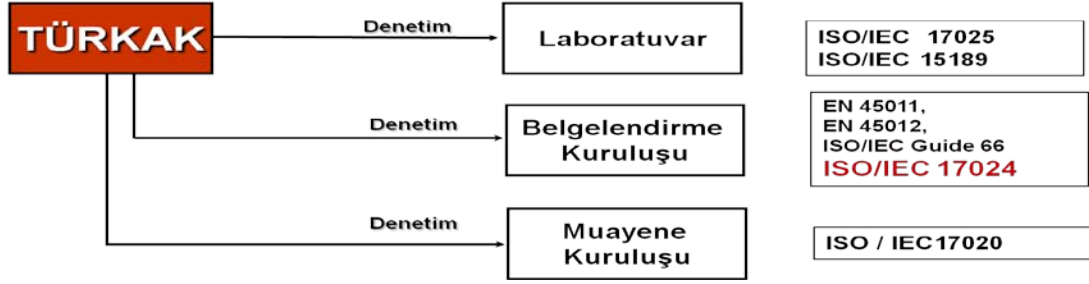 TÜRKAK
Denetim
Laboratuvar
ISO/IEC 17025
ISO/IEC 15189
Denetim
Belgelendirme
Kuruluşu
EN 45011,
EN 45012,
ISO/IEC Guide 66
ISO/IEC 17024
Denetim
Muayene
Kuruluşu
ISO / IEC17020